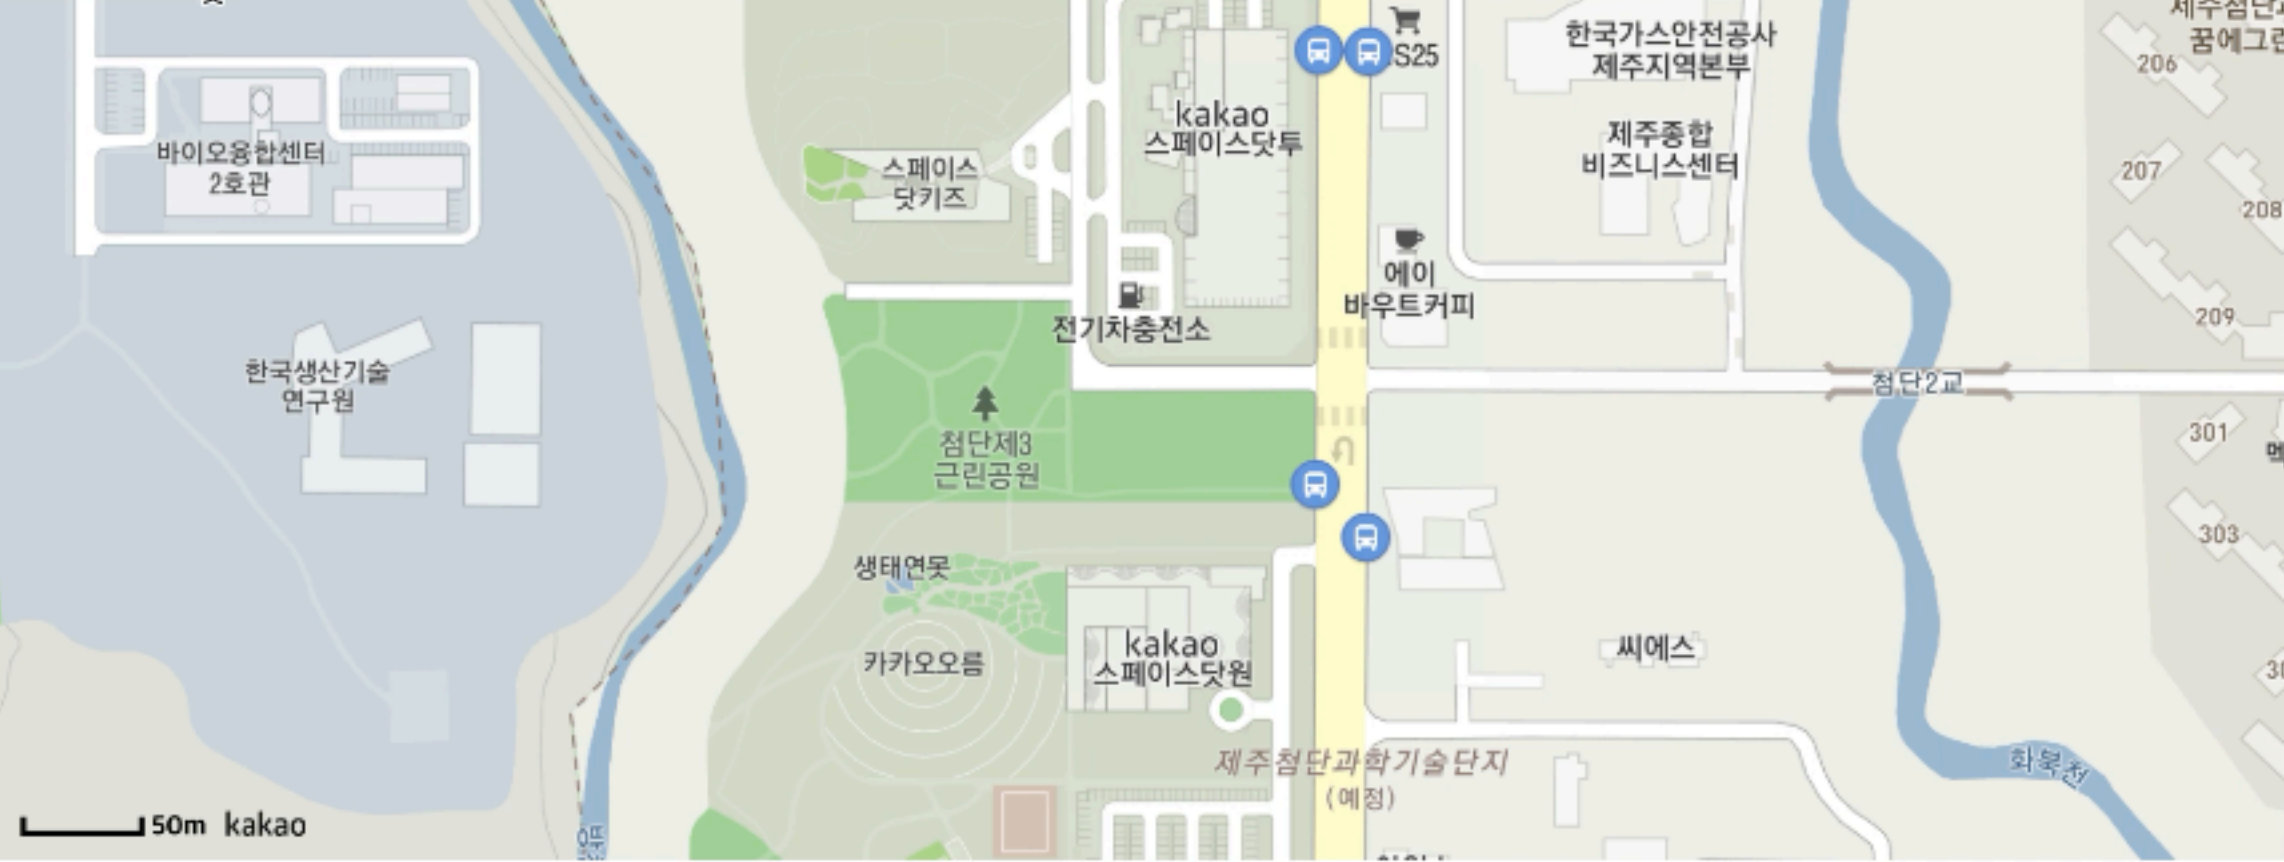 꿈에그린
206
한국가스안전공사
제주지역본부
S25
kakao
스페이스닷투
제주종합
비즈니스센터
바이오융합센터
2호관
스페이스
닷키즈
207
208
에이
바우트커피
전기차충전소
209
한국생산기술
연구원
첨단2교
첨단제3
근린공원
301
303
생태연못
카카오오름
kakao
스페이스닷원
씨에스
제주첨단과학기술단지
(예정)
화북천
50m kakao